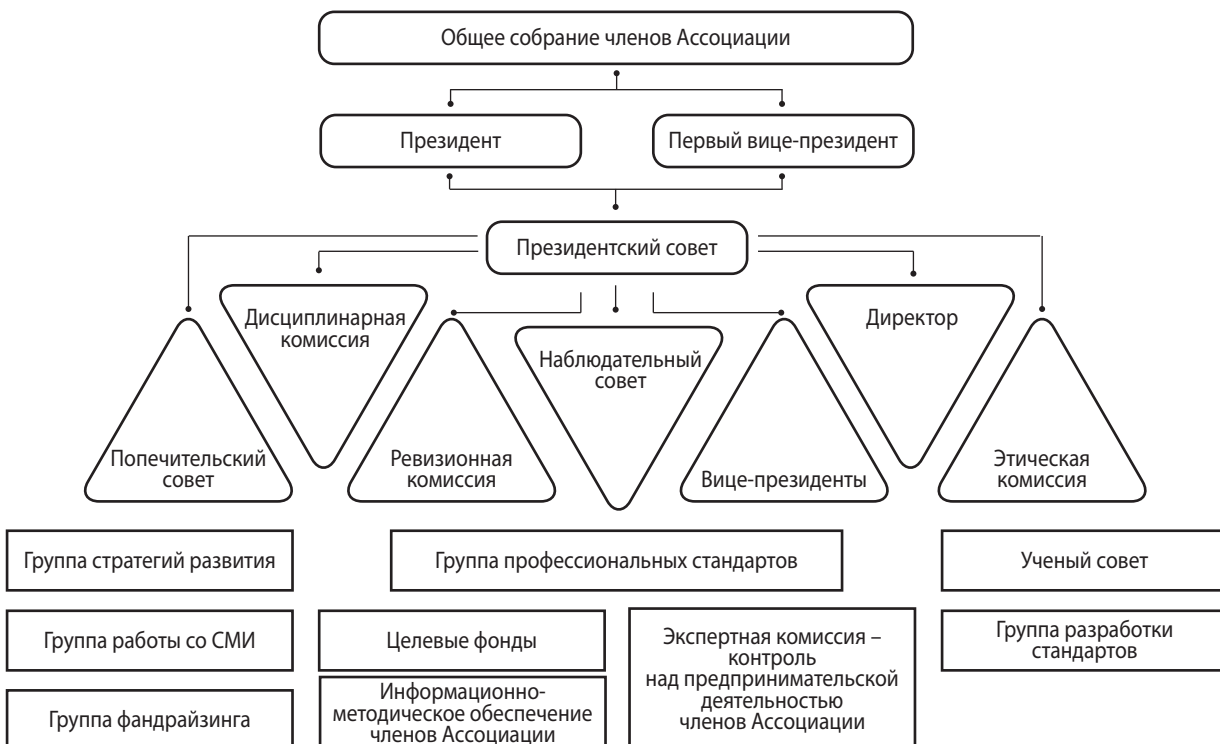 Общее собрание членов Ассоциации
Президент
Первый вице-президент
Президентский совет
Дисциплинарная
комиссия
Директор
Наблюдательный
совет
Попечительский
совет
Ревизионная
комиссия
Вице-президенты
Этическая
комиссия
Группа стратегий развития
Группа профессиональных стандартов
Ученый совет
Группа работы со СМИ
Целевые фонды
Экспертная комиссия –
контроль
над предпринимательской
деятельностью
членов Ассоциации
Группа разработки
стандартов
Группа фандрайзинга
Информационно-
методическое обеспечение
членов Ассоциации